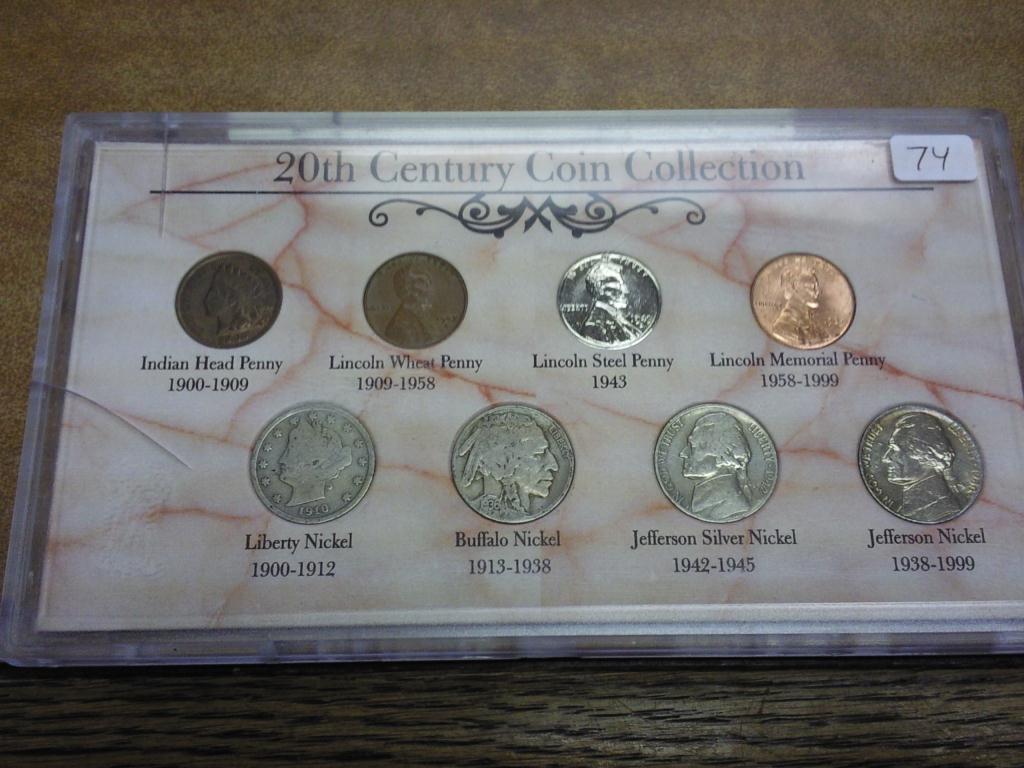 20th Century Coin Collection
74
Indian Head Penny
1900-1909
Lincoln Wheat Penny
1909-1958
Lincoln Steel Penny
1943
Lincoln Memorial Penny
1958-1999
1910
LIBERTY
Liberty Nickel
1900-1912
Buffalo Nickel
1913-1938
Jefferson Silver Nickel
1942-1945
Jefferson Nickel
1938-1999